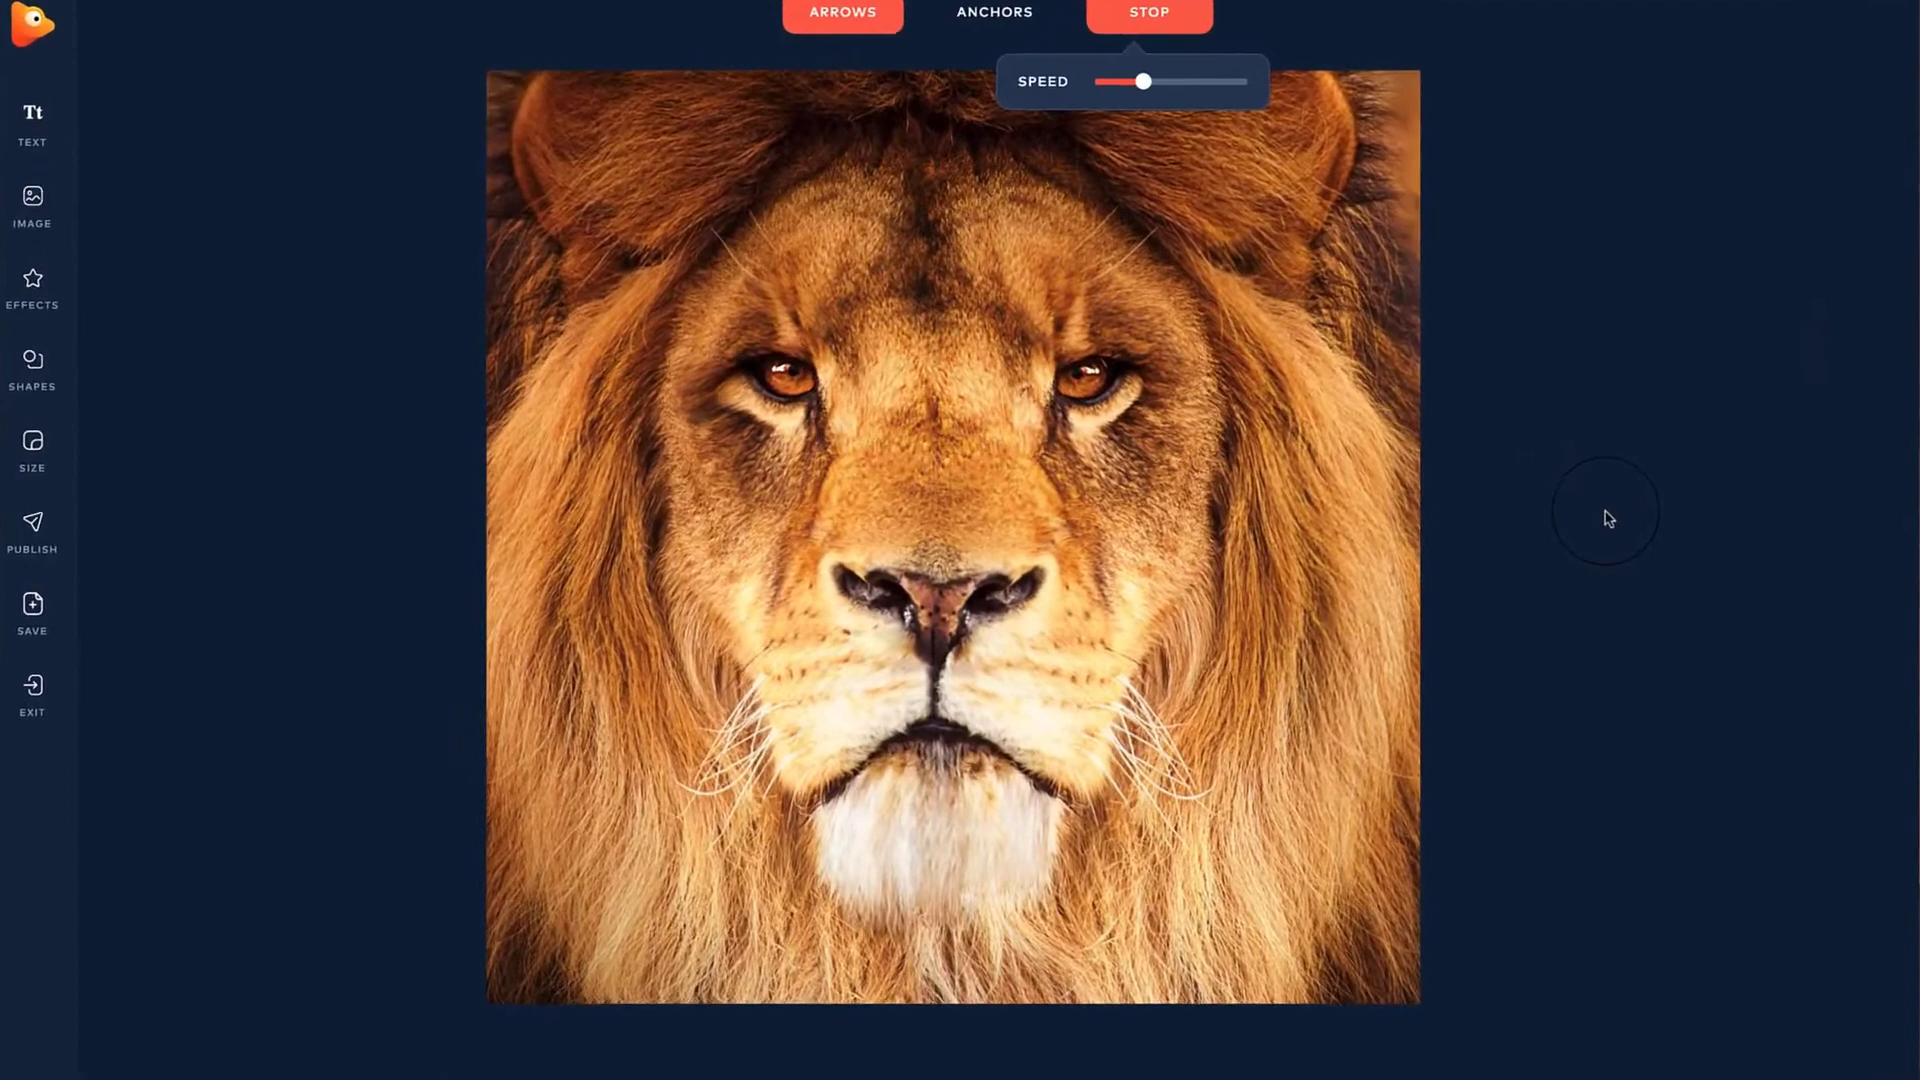 ARROWS
ANCHORS
STOP
SPEED
Tt
TEXT
IMAGE
EFFECTS
SHAPES
SIZE
PUBLISH
SAVE
EXIT